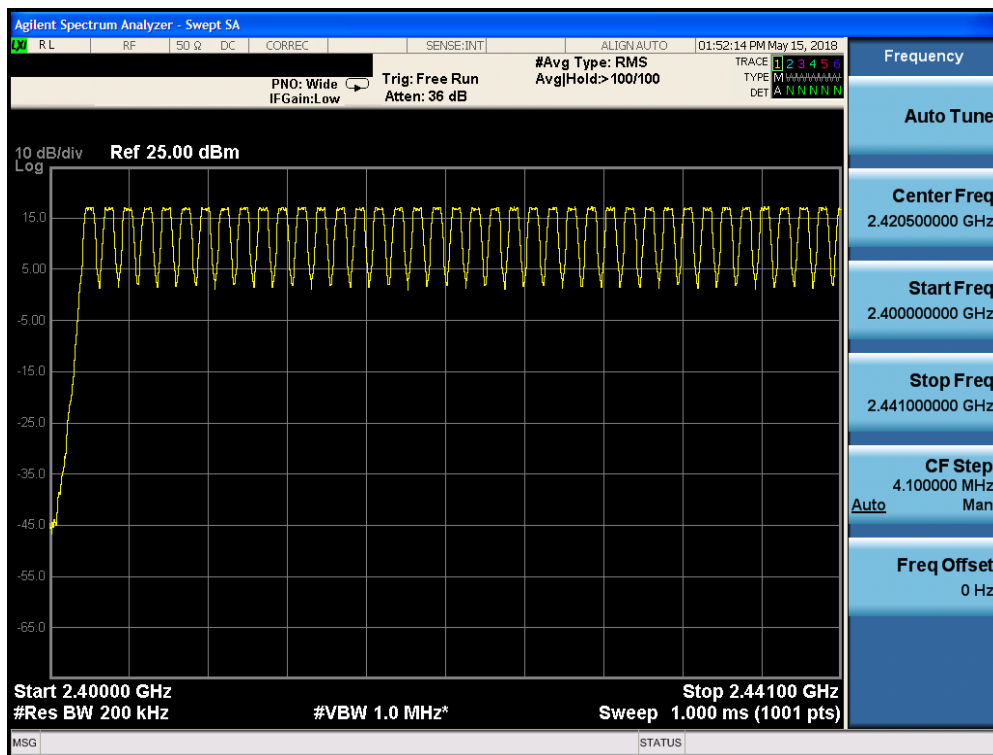 Agilent Spectrum Analyzer - Swept SA
LXI RL RF 50 Ω DC CORREC SENSE:INT ALIGN AUTO 01:52:14 PM May 15, 2018
PNO: Wide
IFGain:Low
Trig: Free Run
Atten: 36 dB
#Avg Type: RMS
Avg|Hold:>100/100
TRACE 1 2 3 4 5 6
TYPE M WWWWW
DET A N N N N N
10 dB/div Ref 25.00 dBm
Log
15.0
5.00
-5.00
-15.0
-25.0
-35.0
-45.0
-55.0
-65.0
Start 2.40000 GHz Stop 2.44100 GHz
#Res BW 200 kHz #VBW 1.0 MHz* Sweep 1.000 ms (1001 pts)
MSG STATUS
Frequency
Auto Tune
Center Freq
2.420500000 GHz
Start Freq
2.400000000 GHz
Stop Freq
2.441000000 GHz
CF Step
4.100000 MHz
Auto Man
Freq Offset
0 Hz